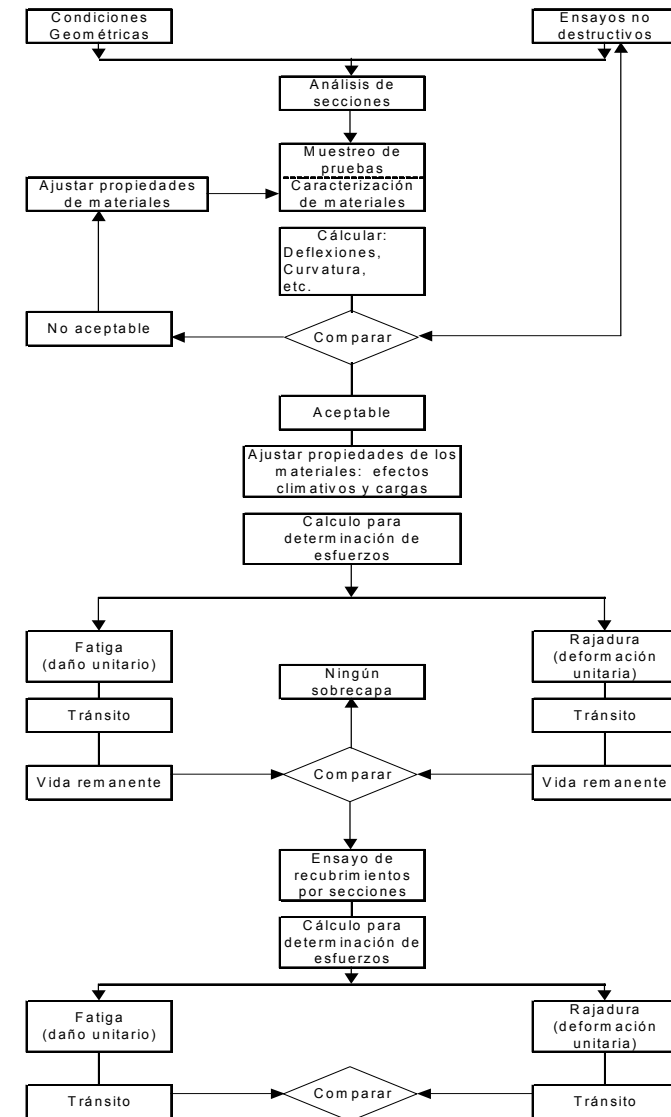 Condiciones
Geométricas
Ensayos no
destructivos
Análisis de
secciones
Muestreo de
pruebas
Caracterización
de materiales
Ajustar propiedades
de materiales
Cálcular:
Deflexiones,
Curvatura,
etc.
No aceptable
Comparar
Aceptable
Ajustar propiedades de los
materiales: efectos
climativos y cargas
Calculo para
determinación de
esfuerzos
Fatiga
(daño unitario)
Rajadura
(deformación
unitaria)
Ningún
sobrecapa
Tránsito
Tránsito
Vida remanente
Comparar
Vida remanente
Ensayo de
recubrimientos
por secciones
Cálculo para
determinación de
esfuerzos
Fatiga
(daño unitario)
Rajadura
(deformación
unitaria)
Tránsito
Comparar
Tránsito